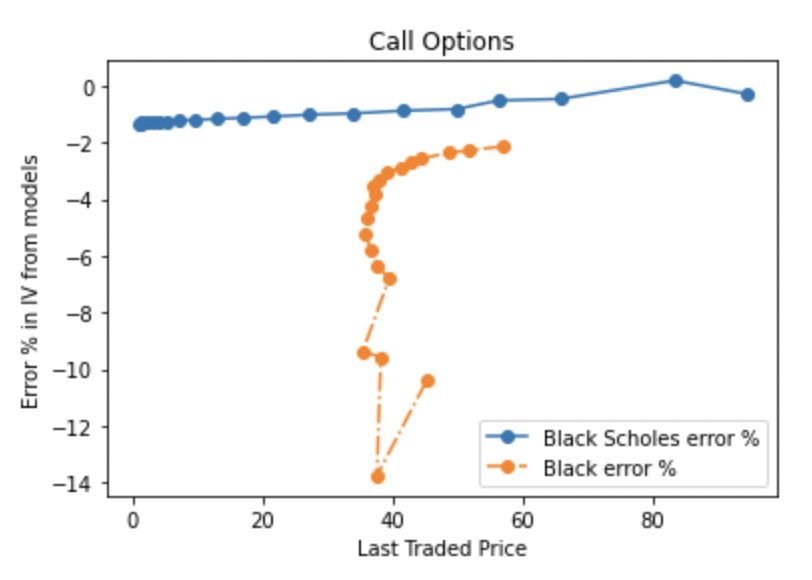 Call Options
Error % in IV from models
0
−2
−4
−6
−8
−10
−12
−14
0 20 40 60 80
Last Traded Price
Black Scholes error %
Black error %